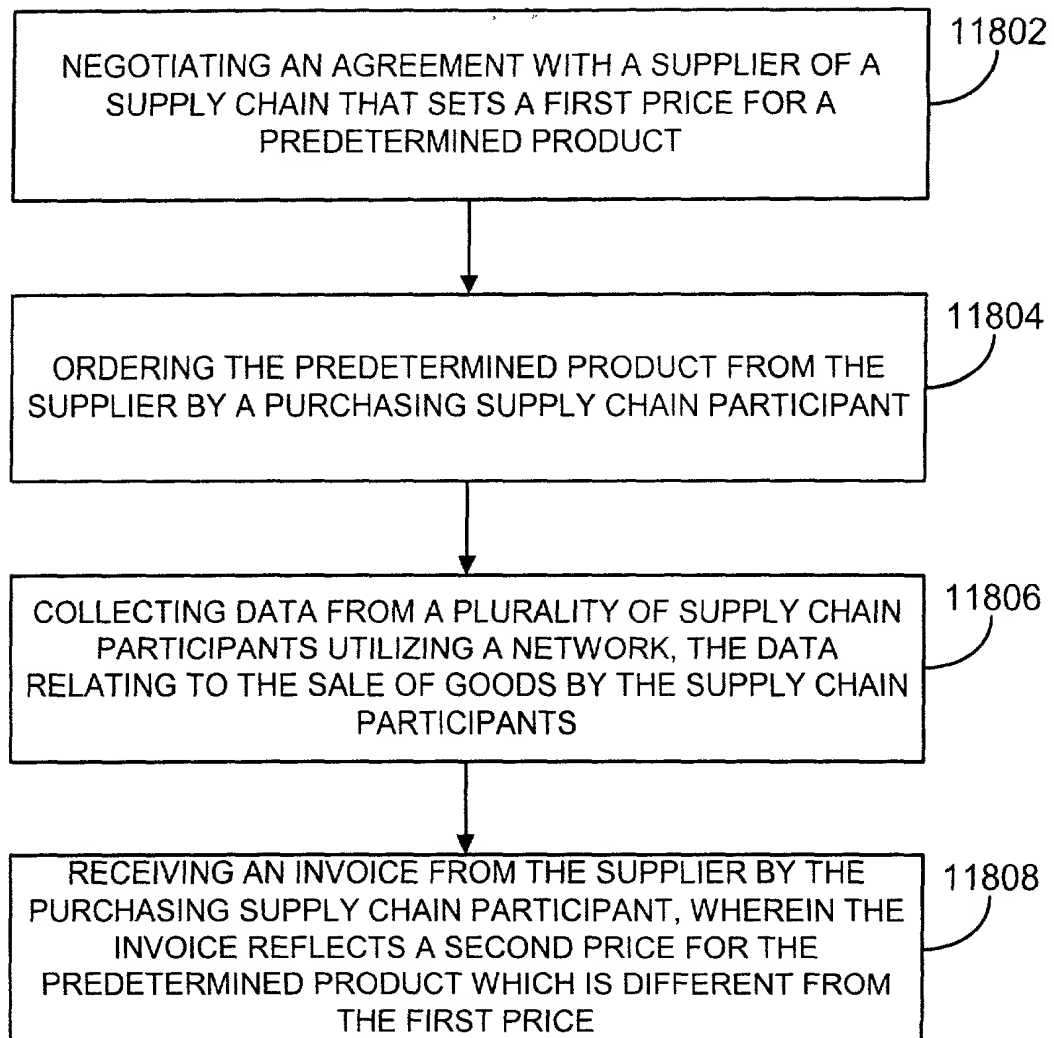 11802
NEGOTIATING AN AGREEMENT WITH A SUPPLIER OF A
SUPPLY CHAIN THAT SETS A FIRST PRICE FOR A
PREDETERMINED PRODUCT
11804
ORDERING THE PREDETERMINED PRODUCT FROM THE
SUPPLIER BY A PURCHASING SUPPLY CHAIN PARTICIPANT
11806
COLLECTING DATA FROM A PLURALITY OF SUPPLY CHAIN
PARTICIPANTS UTILIZING A NETWORK, THE DATA
RELATING TO THE SALE OF GOODS BY THE SUPPLY CHAIN
PARTICIPANTS
11808
RECEIVING AN INVOICE FROM THE SUPPLIER BY THE
PURCHASING SUPPLY CHAIN PARTICIPANT, WHEREIN THE
INVOICE REFLECTS A SECOND PRICE FOR THE
PREDETERMINED PRODUCT WHICH IS DIFFERENT FROM
THE FIRST PRICE